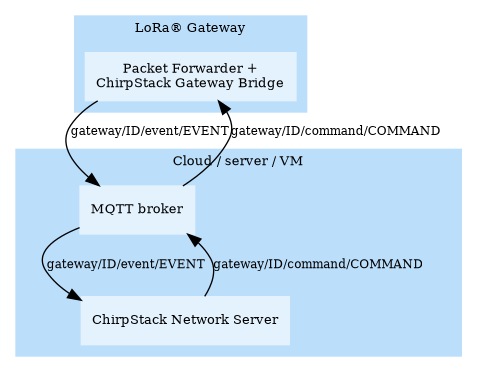 LoRa® Gateway
Packet Forwarder +
ChirpStack Gateway Bridge
gateway/ID/event/EVENT
gateway/ID/command/COMMAND
Cloud / server / VM
MQTT broker
gateway/ID/event/EVENT
gateway/ID/command/COMMAND
ChirpStack Network Server